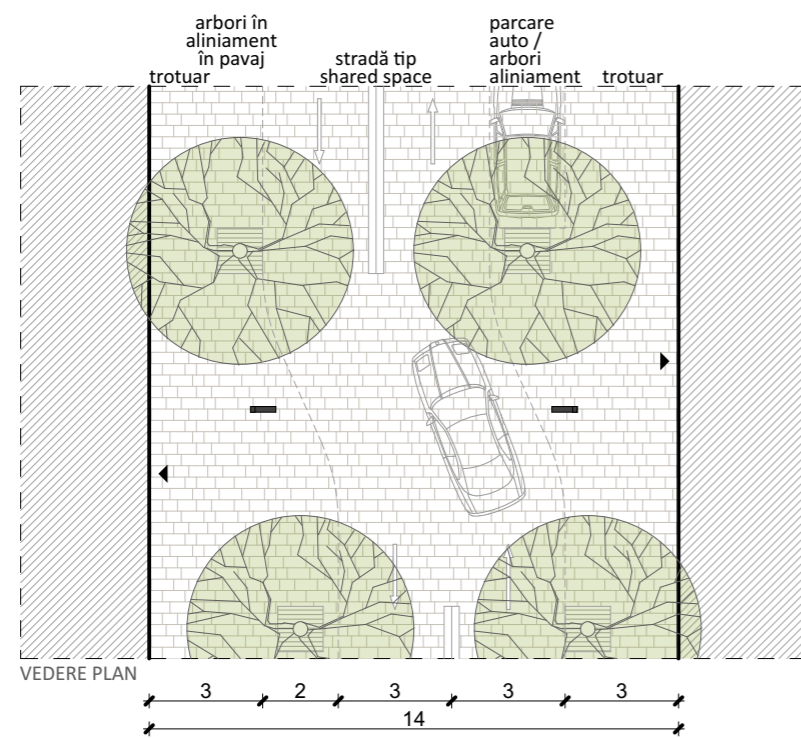 arbori în
aliniament
în pavaj
trotuar
stradă tip
shared space
parcare
auto /
arbori
aliniament
trotuar
VEDERE PLAN
3 2 3 3 3
14